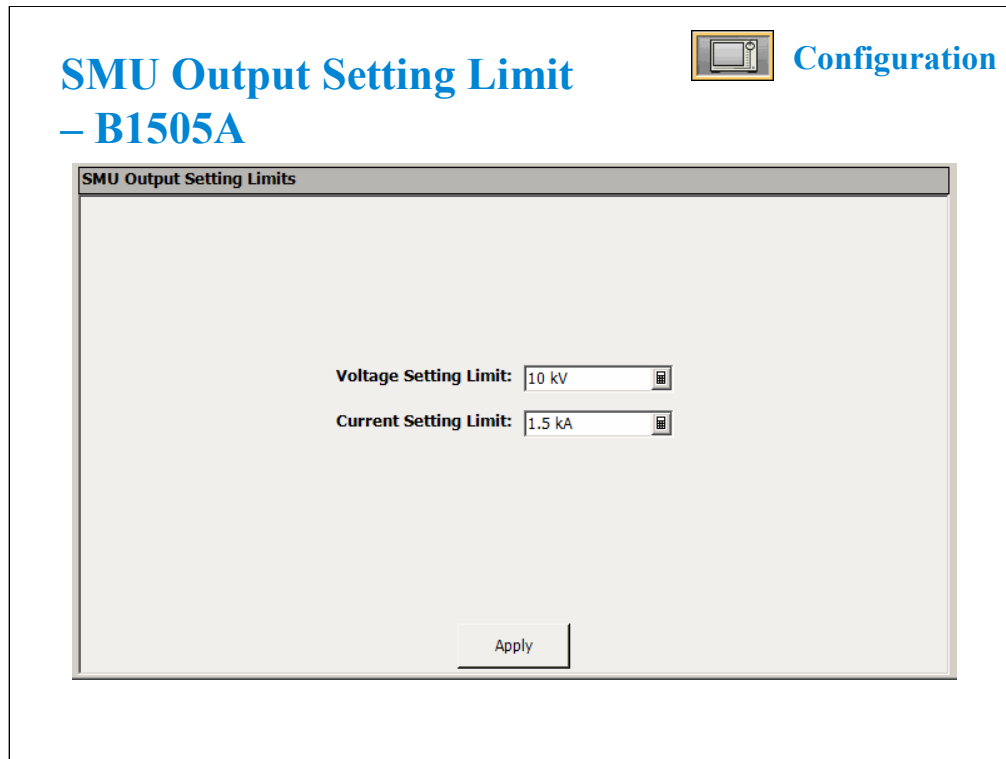 SMU Output Setting Limit
– B1505A
Configuration
SMU Output Setting Limits
Voltage Setting Limit: 10 kV
Current Setting Limit: 1.5 kA
Apply